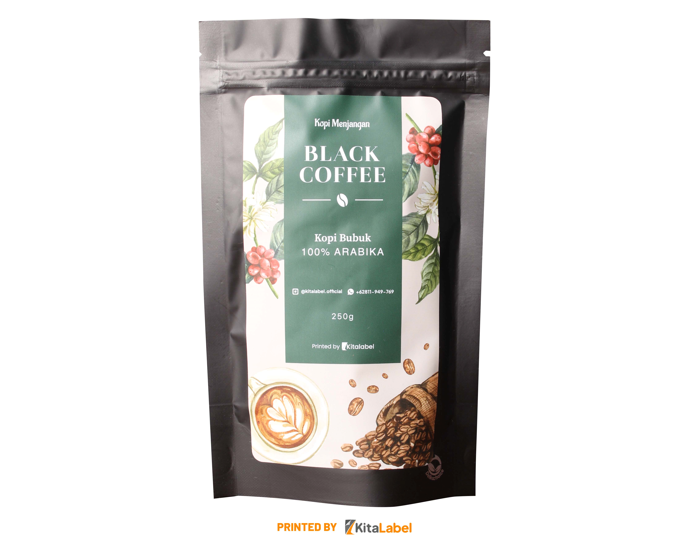 Kopi Menjangan
BLACK
COFFEE
Kopi Bubuk
100% ARABIKA
@kitalabel.official +62811-949-769
250g
Printed by Kitalabel
PRINTED BY KitaLabel